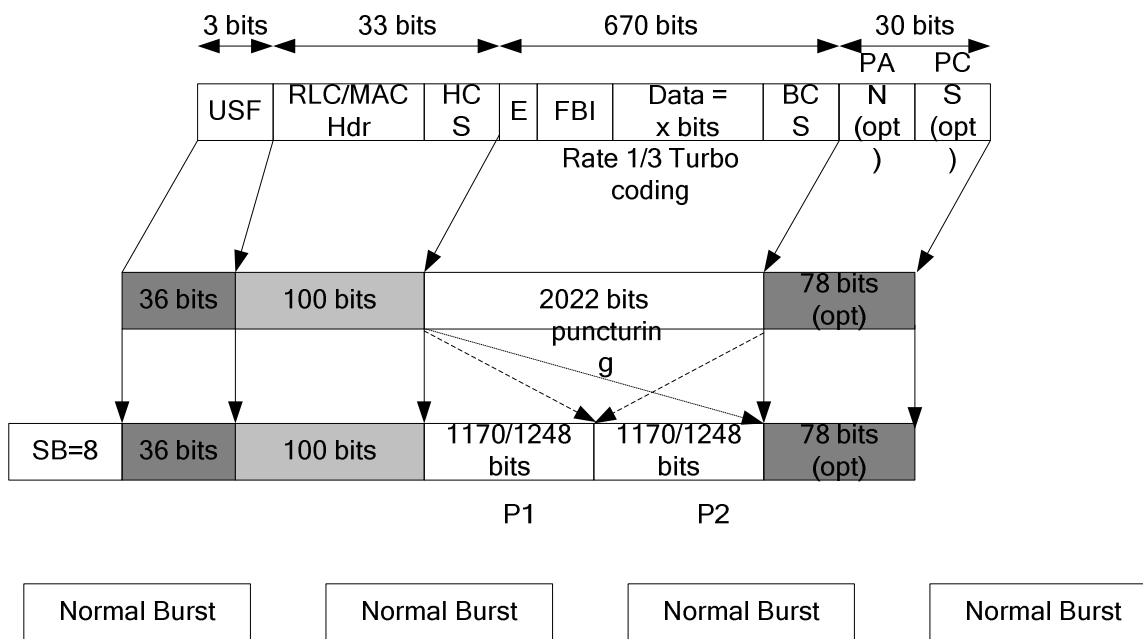 3 bits 33 bits 670 bits 30 bits
USF
RLC/MAC
Hdr
HC
S
E
FBI
Data =
x bits
BC
S
PA
N
(opt
)
PC
S
(opt
)
Rate 1/3 Turbo
coding
36 bits
100 bits
2022 bits
78 bits
(opt)
puncturin
g
SB=8
36 bits
100 bits
1170/1248
bits
1170/1248
bits
78 bits
(opt)
P1 P2
Normal Burst Normal Burst Normal Burst Normal Burst